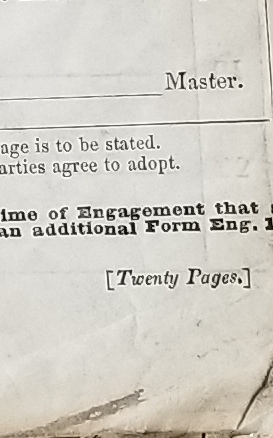 Master.
age is to be stated.
arties agree to adopt.
ime of Engagement that
an additional Form Eng. 1
[Twenty Pages.]